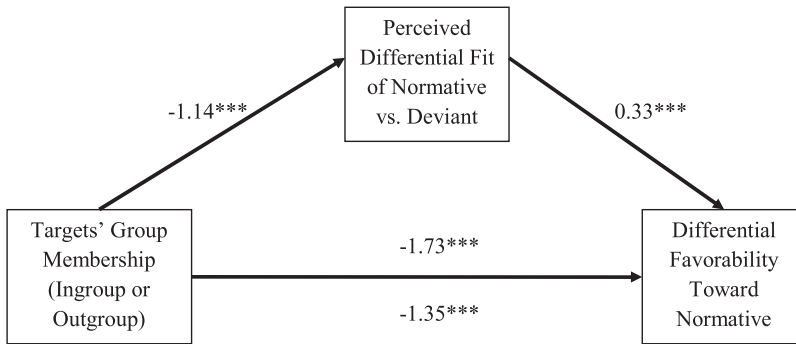 Perceived
Differential Fit
of Normative
vs. Deviant
-1.14***
0.33***
Targets' Group
Membership
(Ingroup or
Outgroup)
-1.73***
-1.35***
Differential
Favorability
Toward
Normative